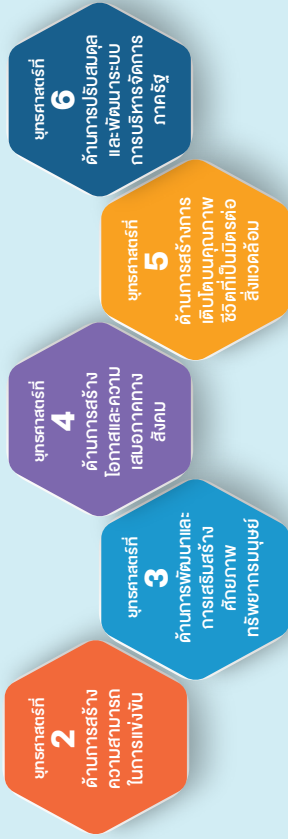 ยุทธศาสตร์ที่
2
ด้านการสร้าง
ความสามารถ
ในการแข่งขัน
ยุทธศาสตร์ที่
3
ด้านการพัฒนาและ
การเสริมสร้าง
ศักยภาพ
ทรัพยากรมนุษย์
ยุทธศาสตร์ที่
4
ด้านการสร้าง
โอกาสและความ
เสมอภาคทาง
สังคม
ยุทธศาสตร์ที่
5
ด้านการสร้างการ
เติบโตบนคุณภาพ
ชีวิตที่เป็นมิตรต่อ
สิ่งแวดล้อม
ยุทธศาสตร์ที่
6
ด้านการปรับสมดุล
และพัฒนาระบบ
การบริหารจัดการ
ภาครัฐ